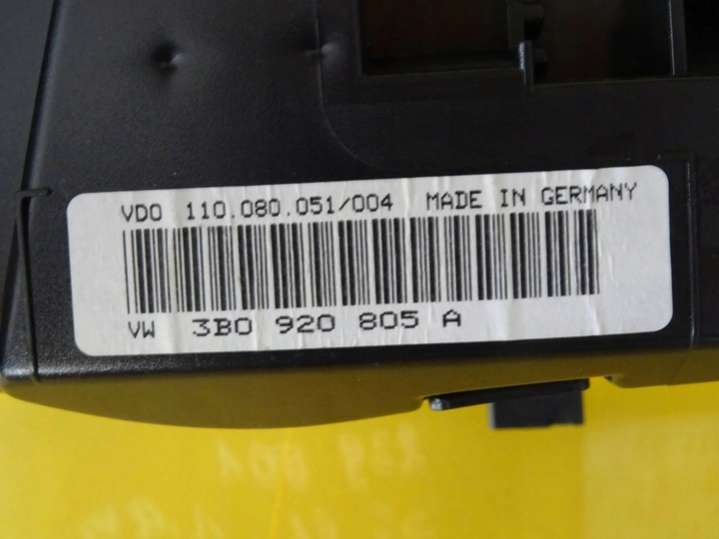 VDO 110.080.051/004 MADE IN GERMANY
VW 3B0 920 805 A